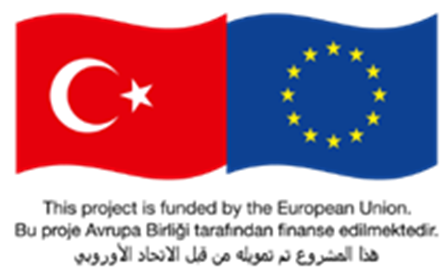 This project is funded by the European Union.
Bu proje Avrupa Birliği tarafından finanse edilmektedir.
هذا المشروع تم تمويله من قبل الاتحاد الأوروبي